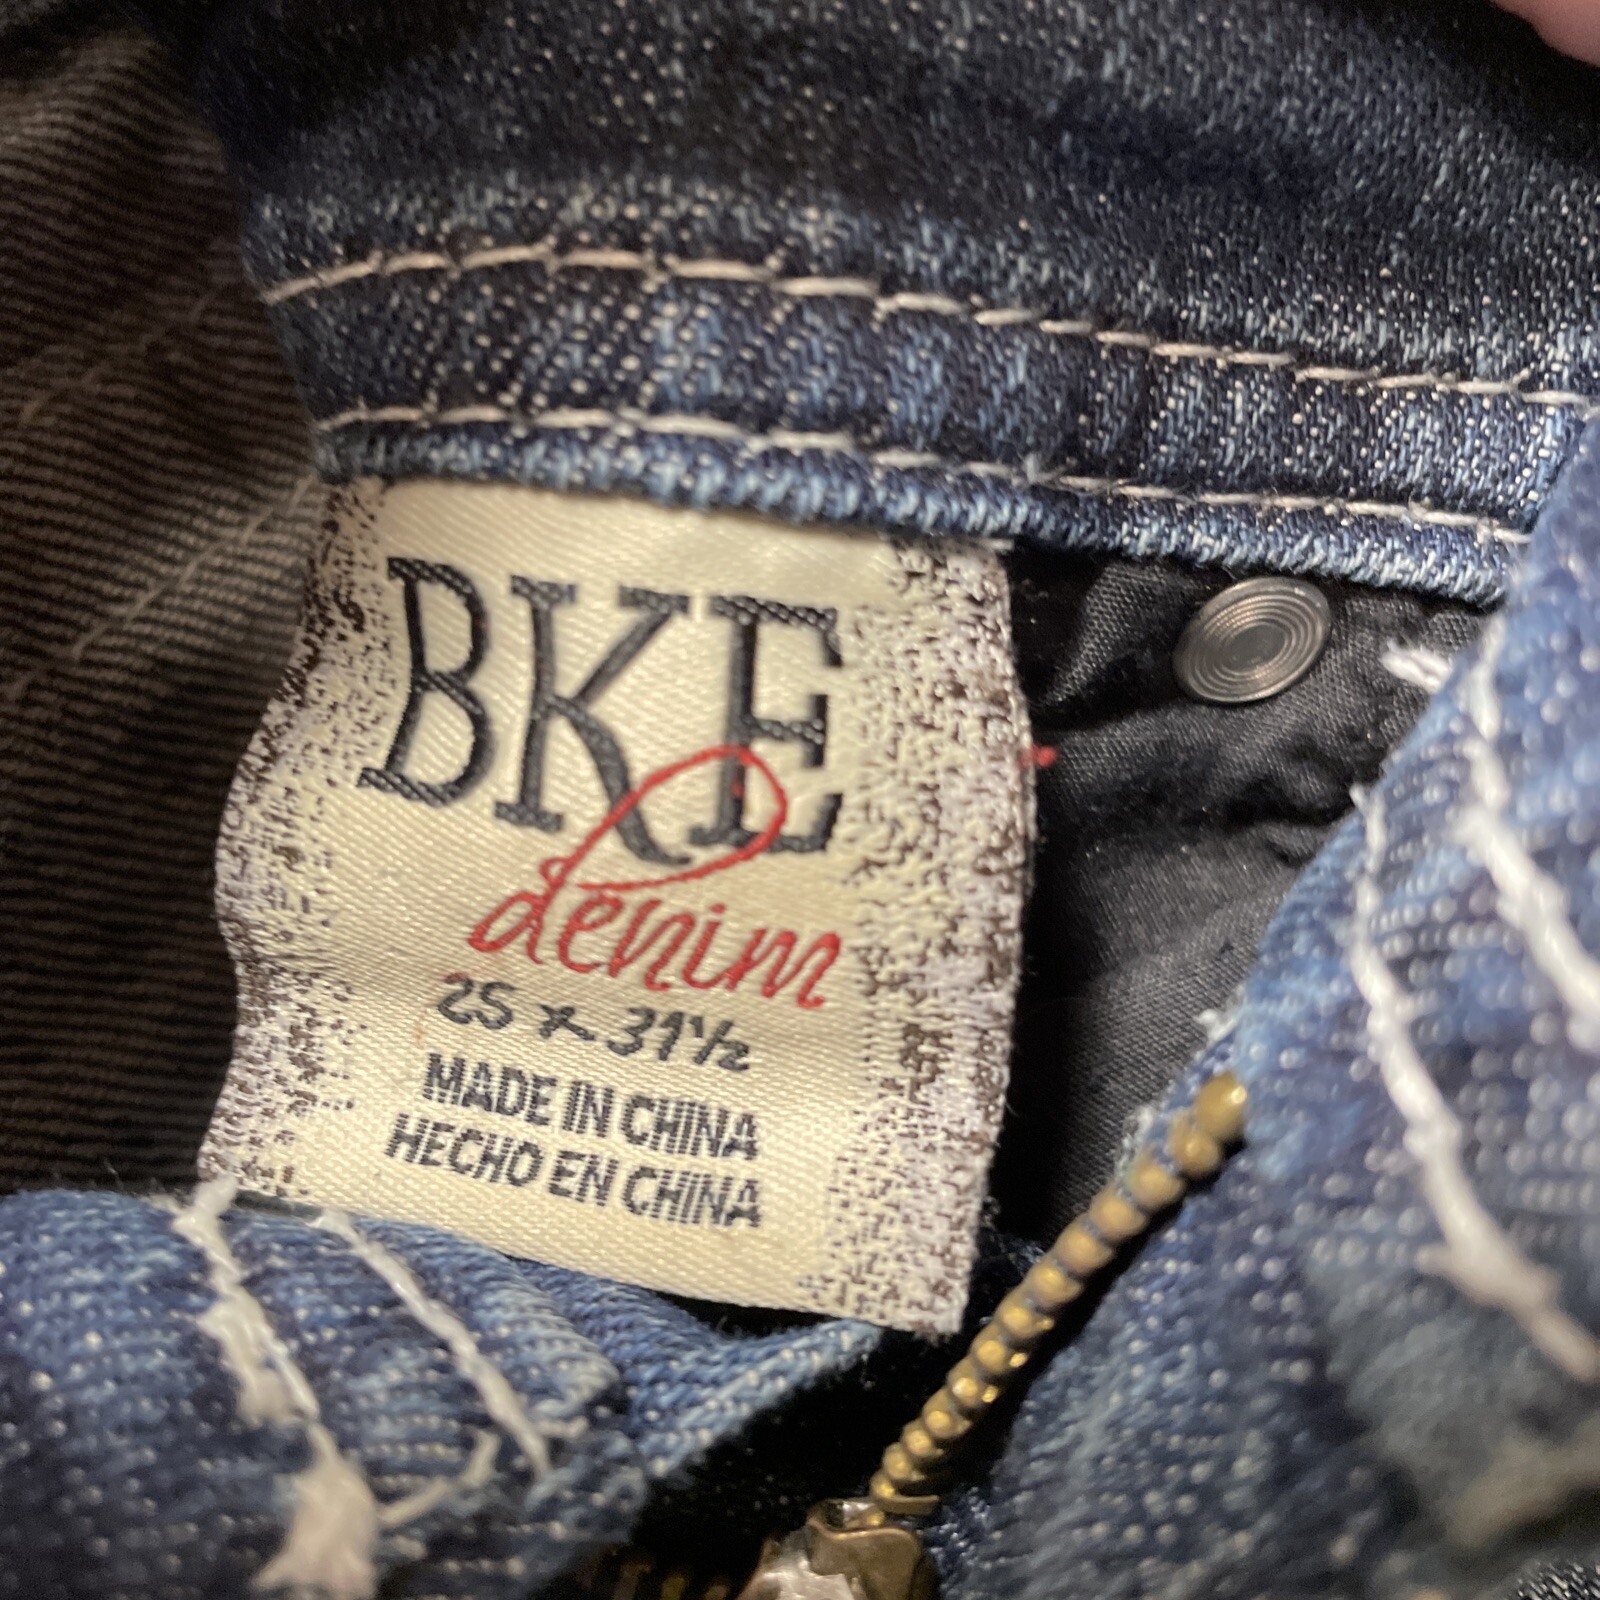 BKE
denim
25 x 31½
MADE IN CHINA
HECHO EN CHINA